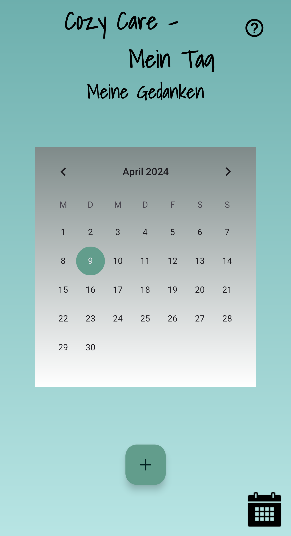 Cozy Care -
Mein Tag
Meine Gedanken
?
April 2024
M D M D F S S
1 2 3 4 5 6 7
8 9 10 11 12 13 14
15 16 17 18 19 20 21
22 23 24 25 26 27 28
29 30
+